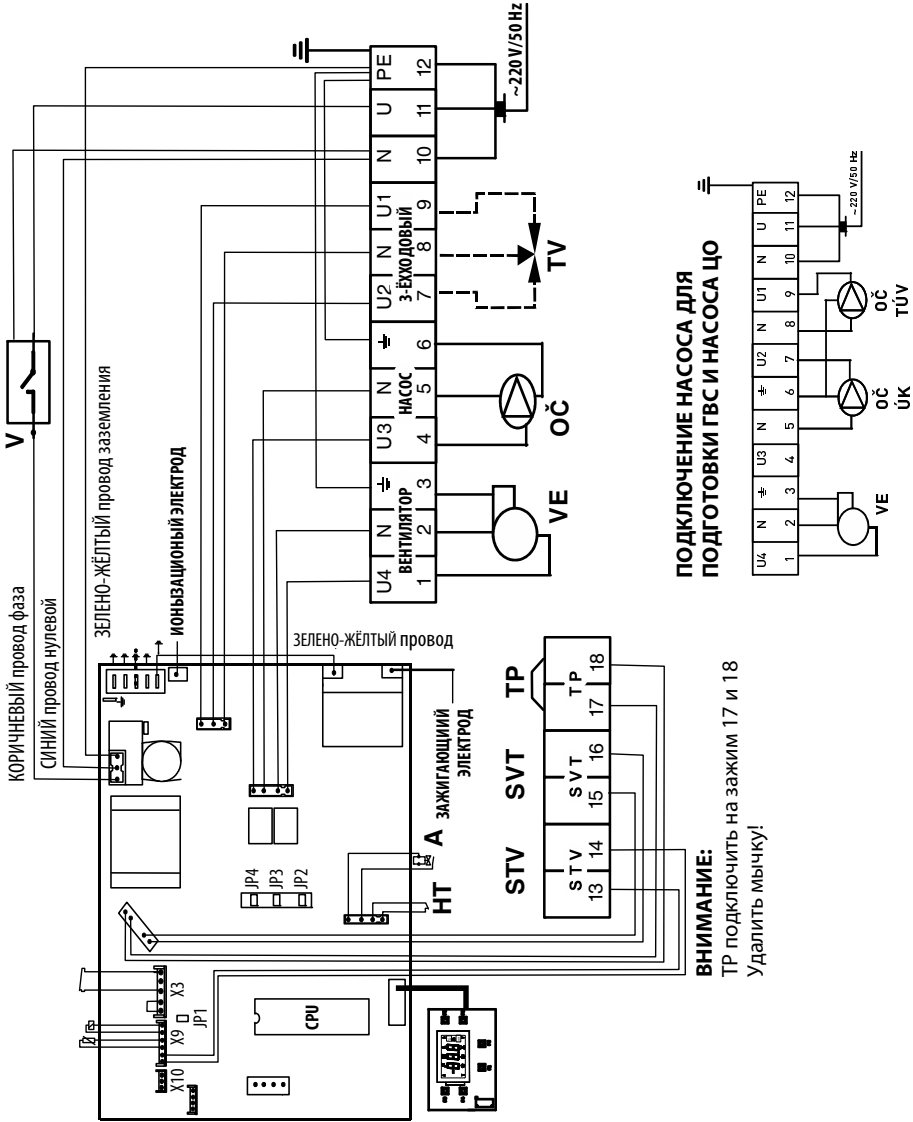 V
КОРИЧНЕВЫЙ провод фаза
СИНИЙ провод нулевой
ЗЕЛЕНО-ЖЁЛТЫЙ провод заземления
ИОНЫЗАЦИОНЫЙ ЭЛЕКТРОД
ЗЕЛЕНО-ЖЁЛТЫЙ провод
ЗАЖИГАЮЩИИЙ
ЭЛЕКТРОД
X10
X9
X3
JP1
JP4
JP3
JP2
CPU
HT
A
U4 N U3 N U2 N U1 N U PE
ВЕНТИЛЯТОР НАСОС 3-ЁХХОДОВЫЙ
1 2 3 4 5 6 7 8 9 10 11 12
~220 V/50 Hz
VE
OČ
TV
STV SVT TP
STV SVT TP
13 14 15 16 17 18
ВНИМАНИЕ:
TP подключить на зажим 17 и 18
Удалить мычку!
ПОДКЛЮЧЕНИЕ НАСОСА ДЛЯ
ПОДГОТОВКИ ГВС И НАСОСА ЦО
U4 N U3 N U2 N U1 N U PE
1 2 3 4 5 6 7 8 9 10 11 12
~220 V/50 Hz
VE
OČ
ÚK
OČ
TÚV